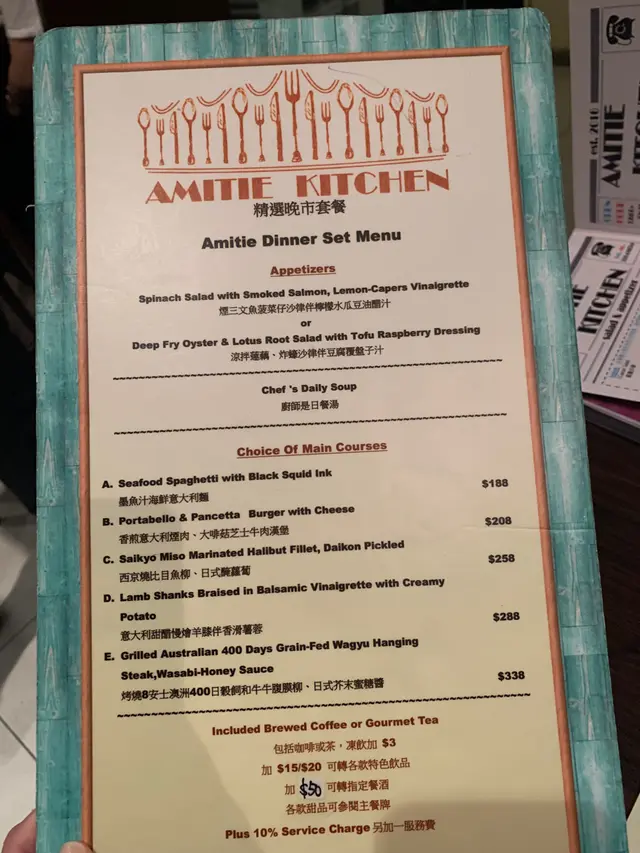 AMITIE KITCHEN
精選晚市套餐
Amitie Dinner Set Menu
Appetizers
Spinach Salad with Smoked Salmon, Lemon-Capers Vinaigrette
煙三文魚菠菜仔沙律伴檸檬水瓜豆油醋汁
or
Deep Fry Oyster & Lotus Root Salad with Tofu Raspberry Dressing
涼拌蓮藕、炸蠔沙律伴豆腐覆盤子汁
Chef 's Daily Soup
廚師是日餐湯
Choice Of Main Courses
A. Seafood Spaghetti with Black Squid Ink $188
墨魚汁海鮮意大利麵
B. Portabello & Pancetta Burger with Cheese $208
香煎意大利煙肉、大啡菇芝士牛肉漢堡
C. Saikyo Miso Marinated Halibut Fillet, Daikon Pickled $258
西京燒比目魚柳、日式醃蘿蔔
D. Lamb Shanks Braised in Balsamic Vinaigrette with Creamy
Potato $288
意大利甜醋慢燴羊膝伴香滑薯蓉
E. Grilled Australian 400 Days Grain-Fed Wagyu Hanging
Steak,Wasabi-Honey Sauce $338
烤燒8安士澳洲400日穀飼和牛牛腹膜柳、日式芥末蜜糖醬
Included Brewed Coffee or Gourmet Tea
包括咖啡或茶，凍飲加 $3
加 $15/$20 可轉各款特色飲品
加 $50 可轉指定餐酒
各款甜品可參閱主餐牌
Plus 10% Service Charge 另加一服務費
est. 2010
AMITIE
KITCHEN
Salad & appetizer